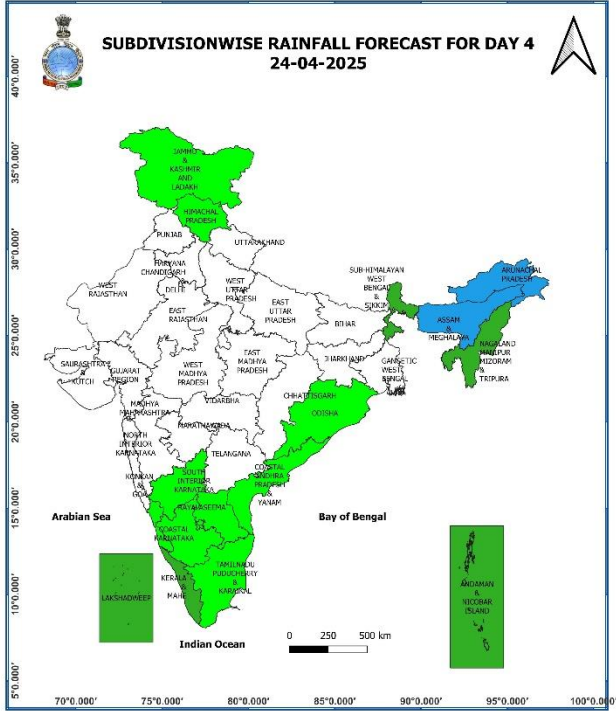 SUBDIVISIONWISE RAINFALL FORECAST FOR DAY 4
24-04-2025
40°0.000'
35°0.000'
30°0.000'
25°0.000'
20°0.000'
15°0.000'
10°0.000'
5°0.000'
JAMMU
&
KASHMIR
AND
LADAKH
HIMACHAL
PRADESH
PUNJAB
UTTARAKHAND
HARYANA
CHANDIGARH
&
DELHI
WEST
RAJASTHAN
WEST
UTTAR
PRADESH
EAST
RAJASTHAN
EAST
UTTAR
PRADESH
SUB-HIMALAYAN
WEST
BENGAL
&
SIKKIM
ARUNACHAL
PRADESH
ASSAM
&
MEGHALAYA
NAGALAND
MANIPUR
MIZORAM
&
TRIPURA
BIHAR
JHARKHAND
GANGETIC
WEST
BENGAL
SAURASHTRA
&
KUTCH
GUJARAT
REGION
WEST
MADHYA
PRADESH
EAST
MADHYA
PRADESH
CHHATTISGARH
ODISHA
VIDARBHA
MADHYA
MAHARASHTRA
MARATHAWADA
NORTH
INTERIOR
KARNATAKA
TELANGANA
KONKAN
&
GOA
SOUTH
INTERIOR
KARNATAKA
COASTAL
ANDHRA
PRADESH
&
YANAM
RAYALASEEMA
COASTAL
KARNATAKA
TAMILNADU
PUDUCHERRY
&
KARAIKAL
KERALA
&
MAHE
LAKSHADWEEP
ANDAMAN
&
NICOBAR
ISLAND
Arabian Sea
Bay of Bengal
Indian Ocean
0 250 500 km
70°0.000' 75°0.000' 80°0.000' 85°0.000' 90°0.000' 95°0.000' 100°0.000'